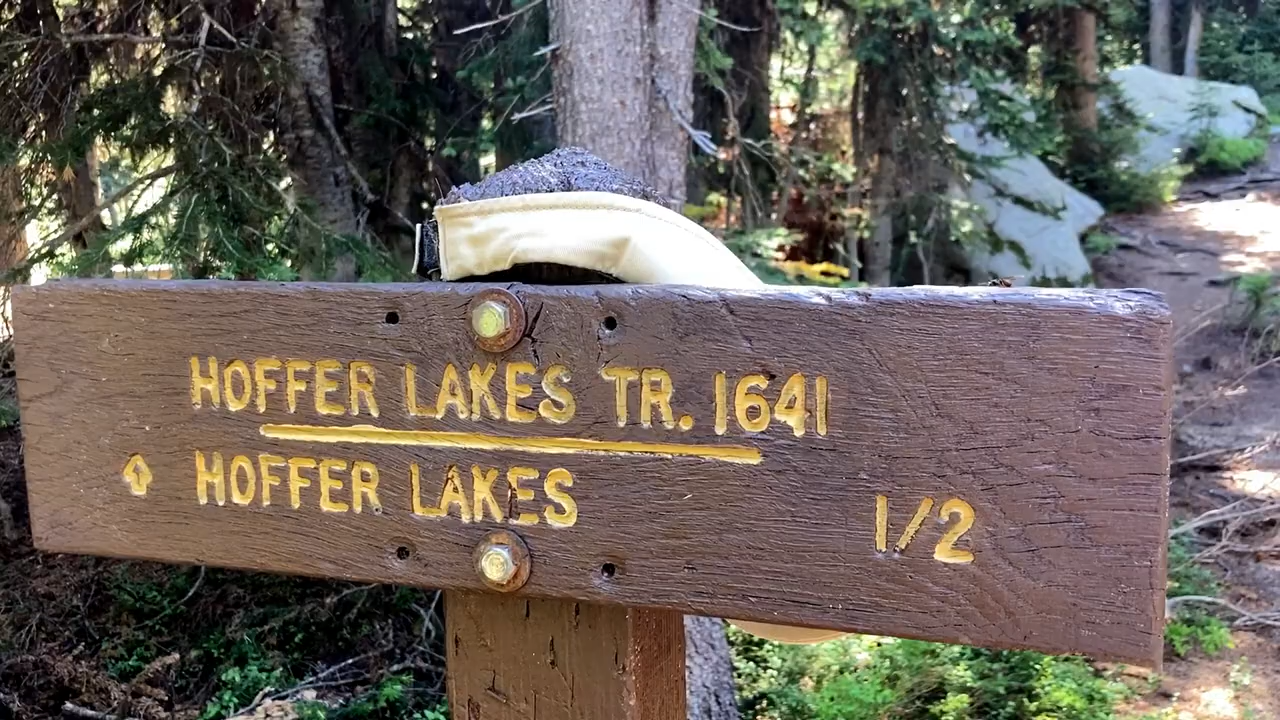 HOFFER LAKES TR. 1641
↑ HOFFER LAKES 1/2